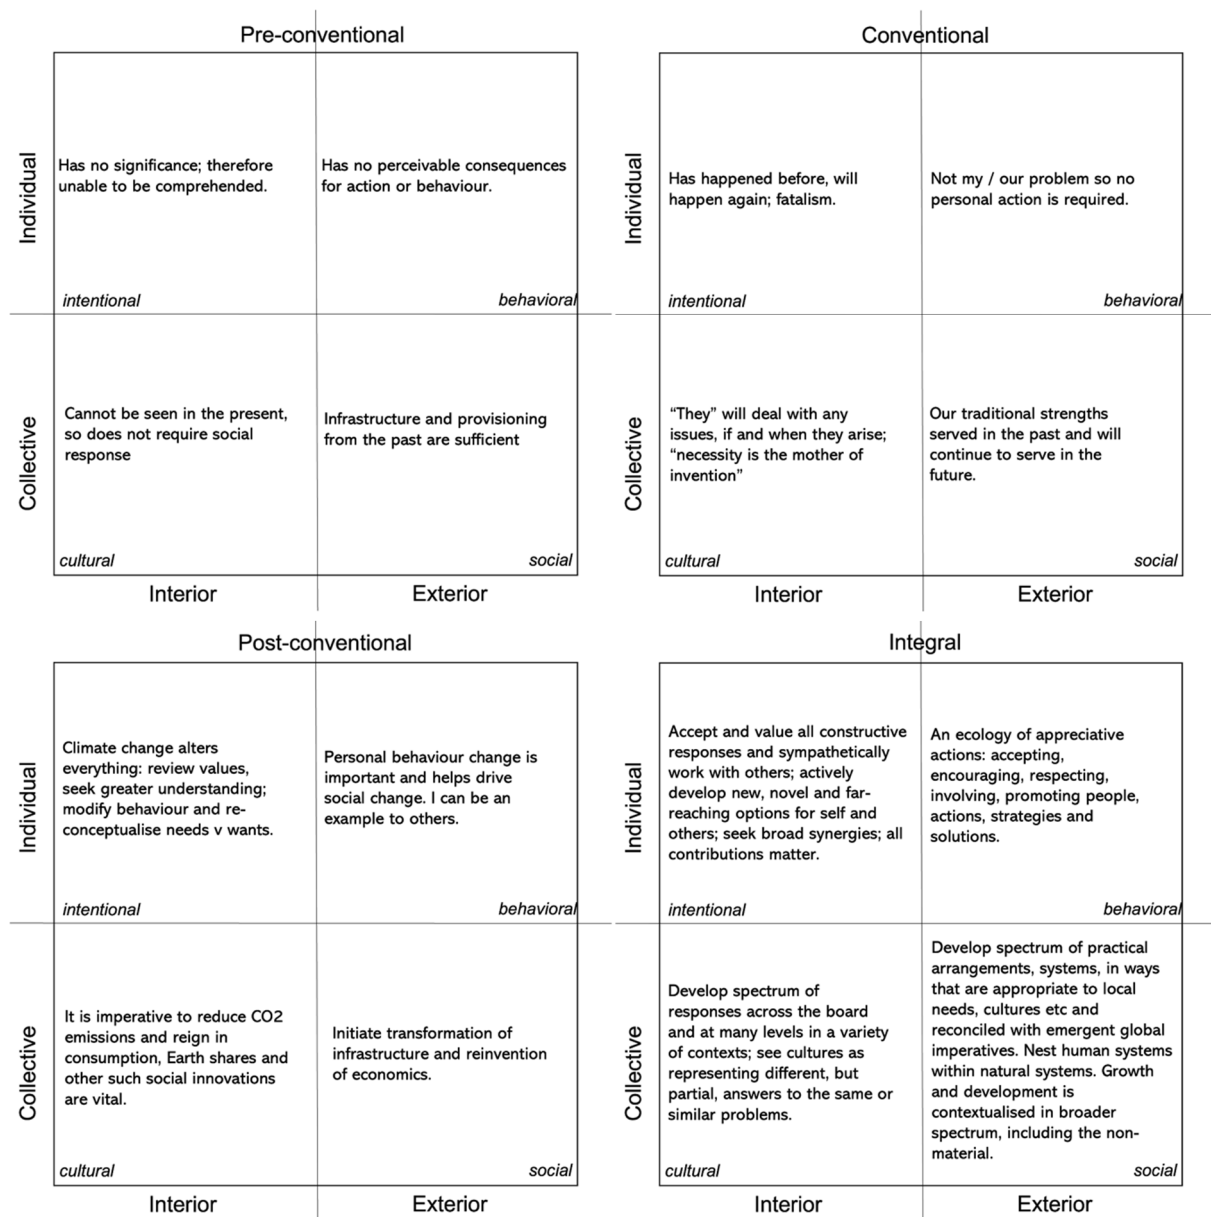 Pre-conventional
Individual
Has no significance; therefore
unable to be comprehended.
intentional
Has no perceivable consequences
for action or behaviour.
behavioral
Collective
Cannot be seen in the present,
so does not require social
response
cultural
Infrastructure and provisioning
from the past are sufficient
social
Interior
Exterior
Conventional
Individual
Has happened before, will
happen again; fatalism.
intentional
Not my / our problem so no
personal action is required.
behavioral
Collective
“They” will deal with any
issues, if and when they arise;
“necessity is the mother of
invention”
cultural
Our traditional strengths
served in the past and will
continue to serve in the
future.
social
Interior
Exterior
Post-conventional
Individual
Climate change alters
everything: review values,
seek greater understanding;
modify behaviour and re-
conceptualise needs v wants.
intentional
Personal behaviour change is
important and helps drive
social change. I can be an
example to others.
behavioral
Collective
It is imperative to reduce CO2
emissions and reign in
consumption, Earth shares and
other such social innovations
are vital.
cultural
Initiate transformation of
infrastructure and reinvention
of economics.
social
Interior
Exterior
Integral
Individual
Accept and value all constructive
responses and sympathetically
work with others; actively
develop new, novel and far-
reaching options for self and
others; seek broad synergies; all
contributions matter.
intentional
An ecology of appreciative
actions: accepting,
encouraging, respecting,
involving, promoting people,
actions, strategies and
solutions.
behavioral
Collective
Develop spectrum of
responses across the board
and at many levels in a variety
of contexts; see cultures as
representing different, but
partial, answers to the same or
similar problems.
cultural
Develop spectrum of practical
arrangements, systems, in ways
that are appropriate to local
needs, cultures etc and
reconciled with emergent global
imperatives. Nest human systems
within natural systems. Growth
and development is
contextualised in broader
spectrum, including the non-
material.
social
Interior
Exterior